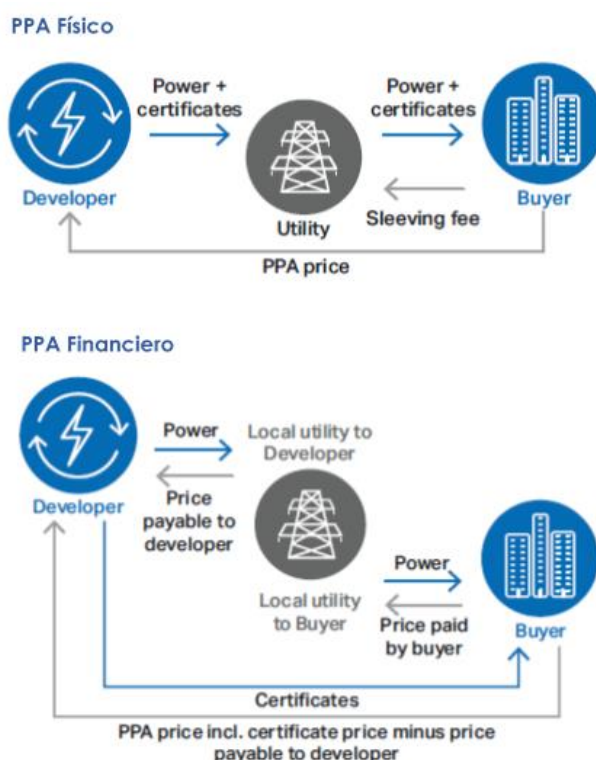 PPA Físico
Power +
certificates
Power +
certificates
Developer
Utility
Sleeving fee
Buyer
PPA price
PPA Financiero
Power
Local utility to
Developer
Developer
Price
payable to
developer
Power
Local utility
to Buyer
Price paid
by buyer
Buyer
Certificates
PPA price incl. certificate price minus price
payable to developer